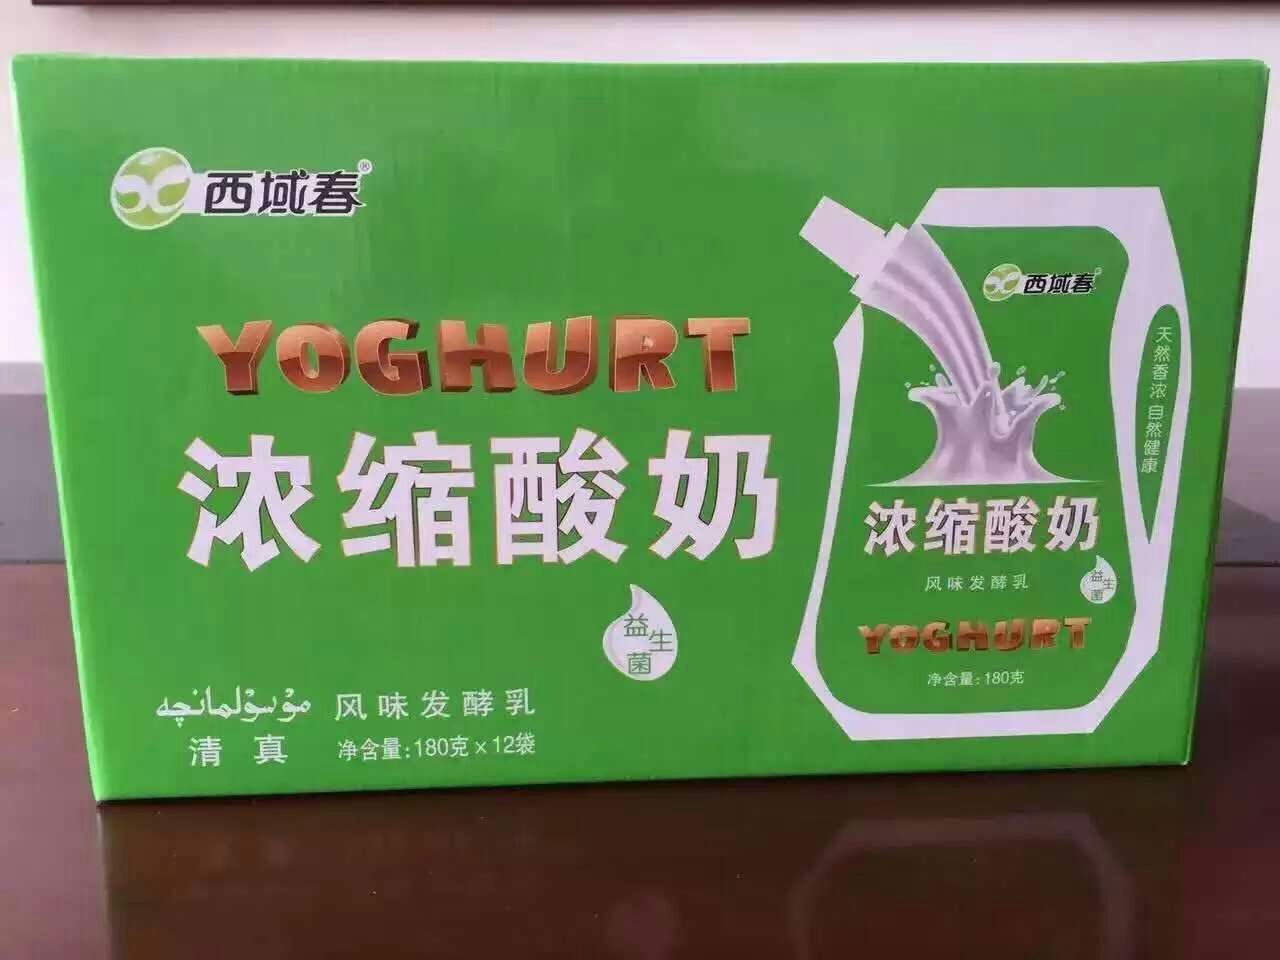 西域春®
YOGHURT
浓缩酸奶
益生菌
مۇسۇلمانچە
清真
风味发酵乳
净含量:180克×12袋
西域春®
天然香浓 自然健康
浓缩酸奶
风味发酵乳
益生菌
YOGHURT
净含量:180克